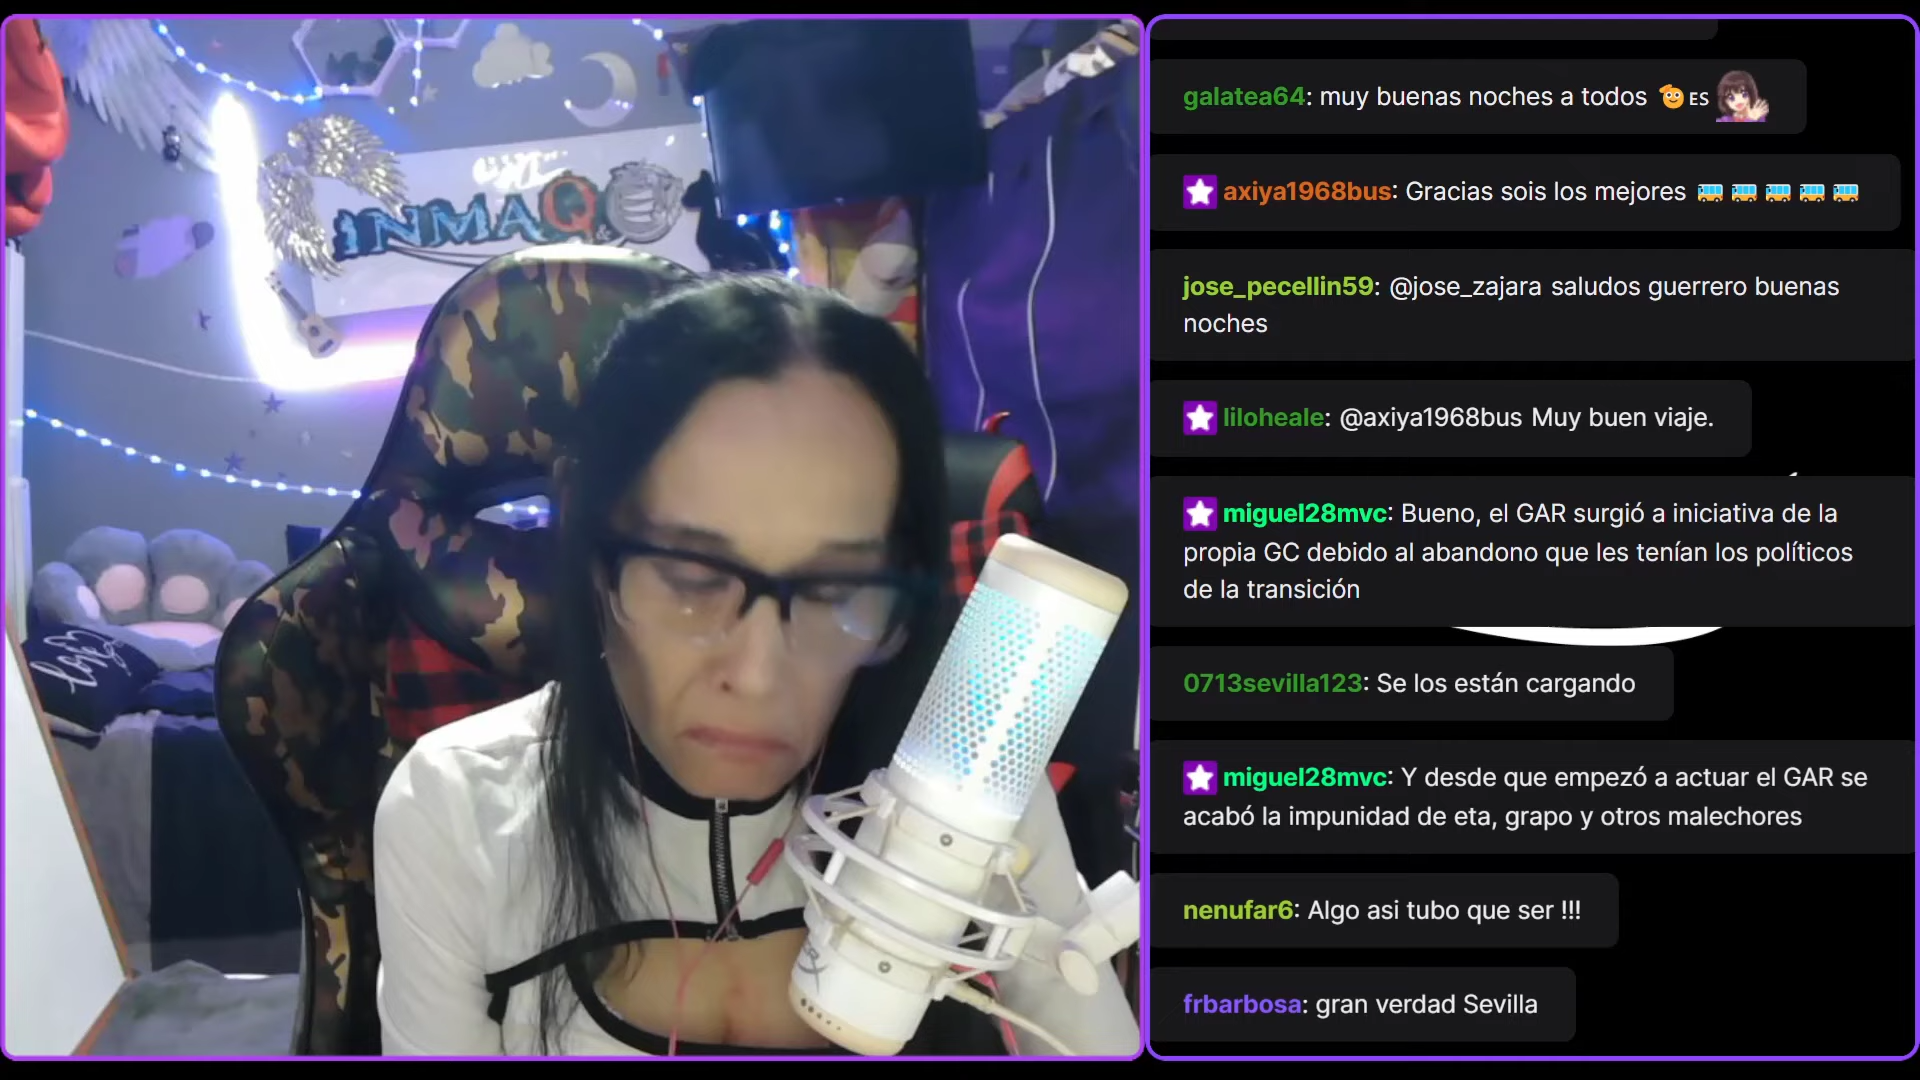 INMA Q &
love
galatea64: muy buenas noches a todos ES
axiya1968bus: Gracias sois los mejores
jose_pecellin59: @jose_zajara saludos guerrero buenas
noches
liloheale: @axiya1968bus Muy buen viaje.
miguel28mvc: Bueno, el GAR surgió a iniciativa de la
propia GC debido al abandono que les tenían los políticos
de la transición
0713sevilla123: Se los están cargando
miguel28mvc: Y desde que empezó a actuar el GAR se
acabó la impunidad de eta, grapo y otros malechores
nenufar6: Algo asi tubo que ser !!!
frbarbosa: gran verdad Sevilla